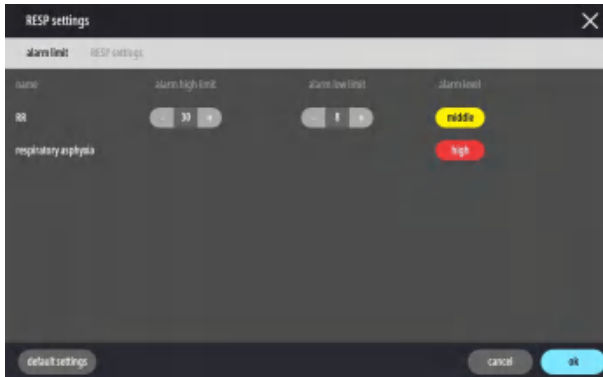 RESP settings
alarm limit RESP settings
name alarm high limit alarm low limit alarm level
RR - 30 + - 8 + middle
respiratory asphyxia high
default settings cancel ok